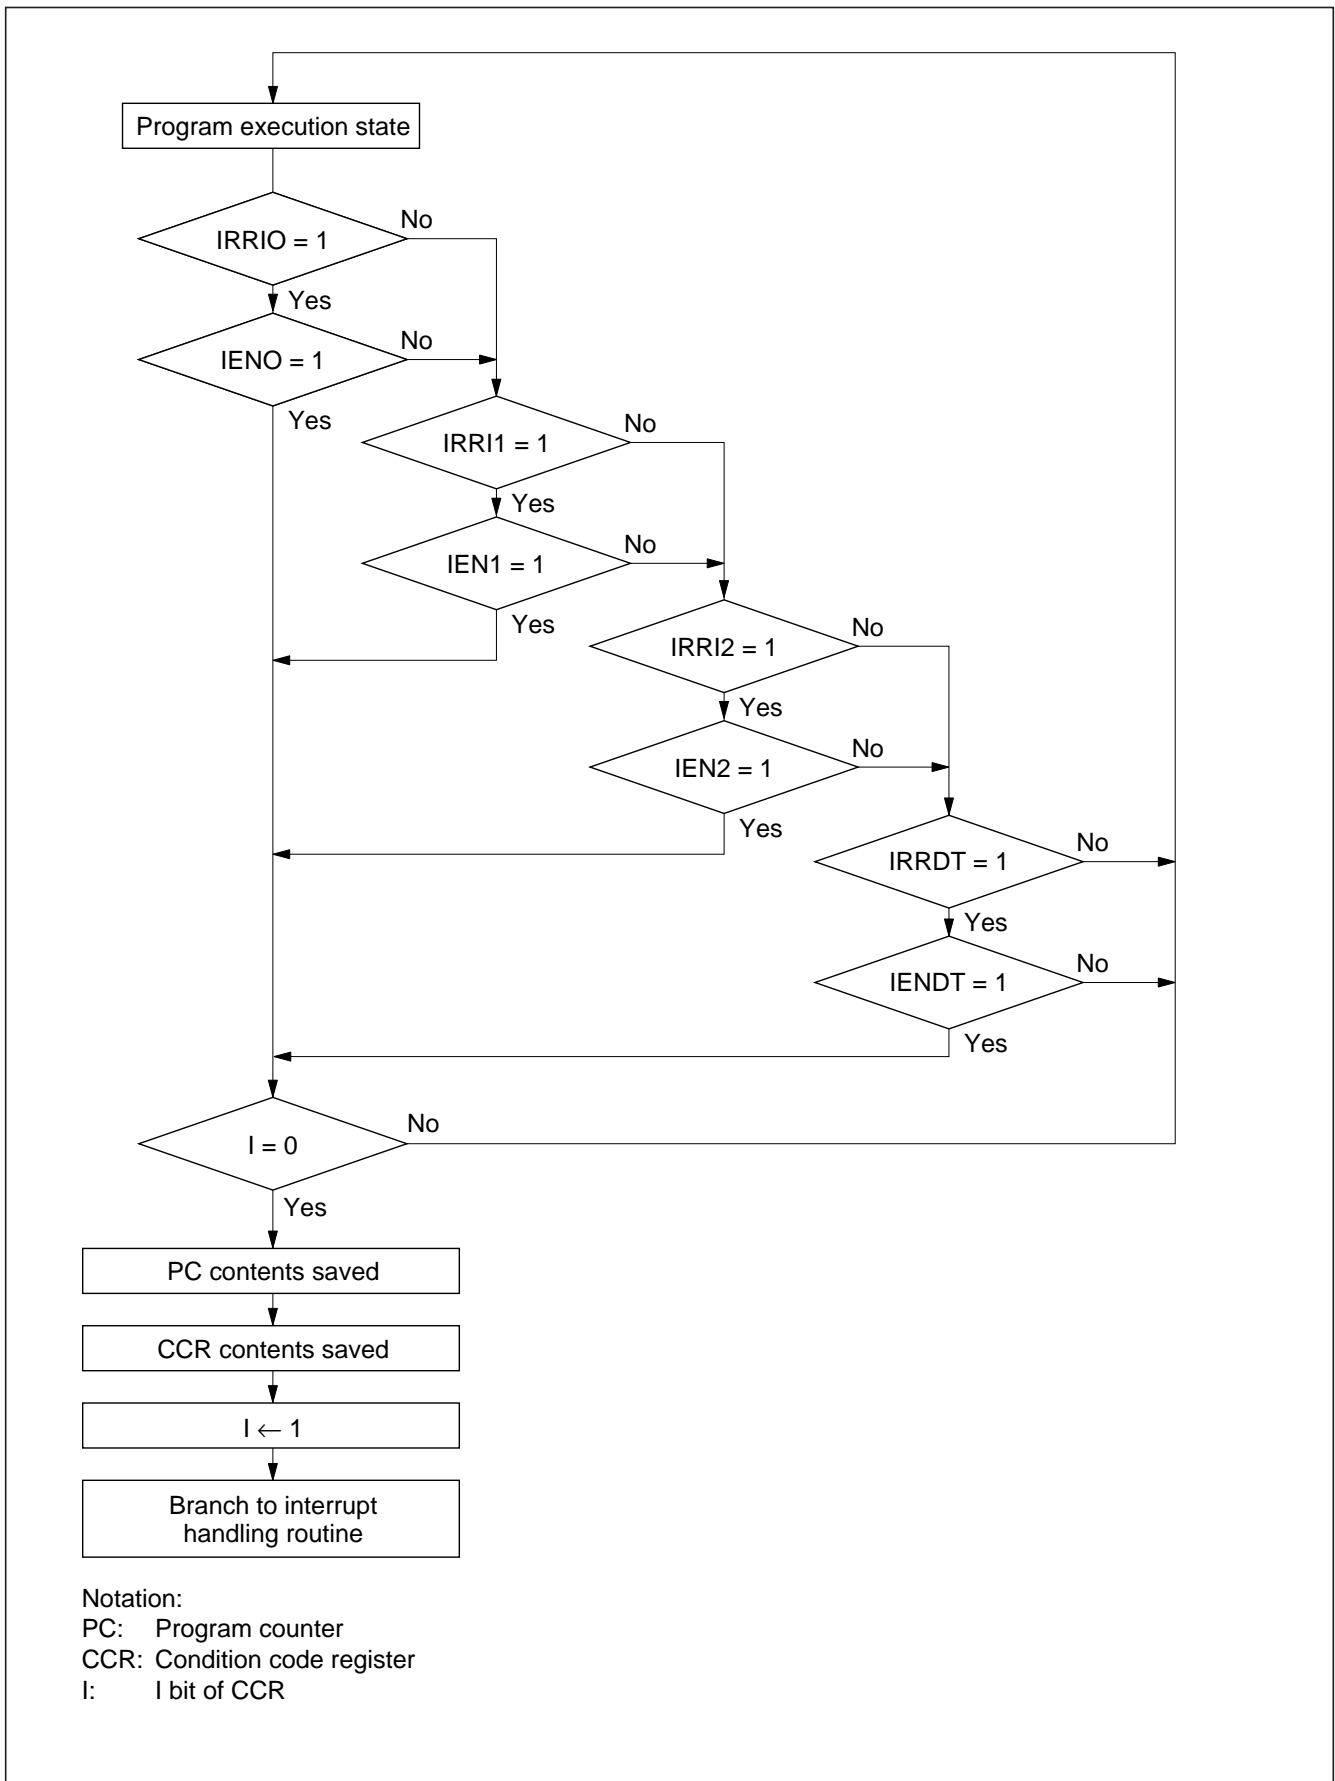 Program execution state
No
IRRIO = 1
Yes
No
IENO = 1
Yes
No
IRRI1 = 1
Yes
No
IEN1 = 1
Yes
No
IRRI2 = 1
Yes
No
IEN2 = 1
Yes
No
IRRDT = 1
Yes
No
IENDT = 1
Yes
No
I = 0
Yes
PC contents saved
CCR contents saved
I ← 1
Branch to interrupt
handling routine
Notation:
PC: Program counter
CCR: Condition code register
I: I bit of CCR